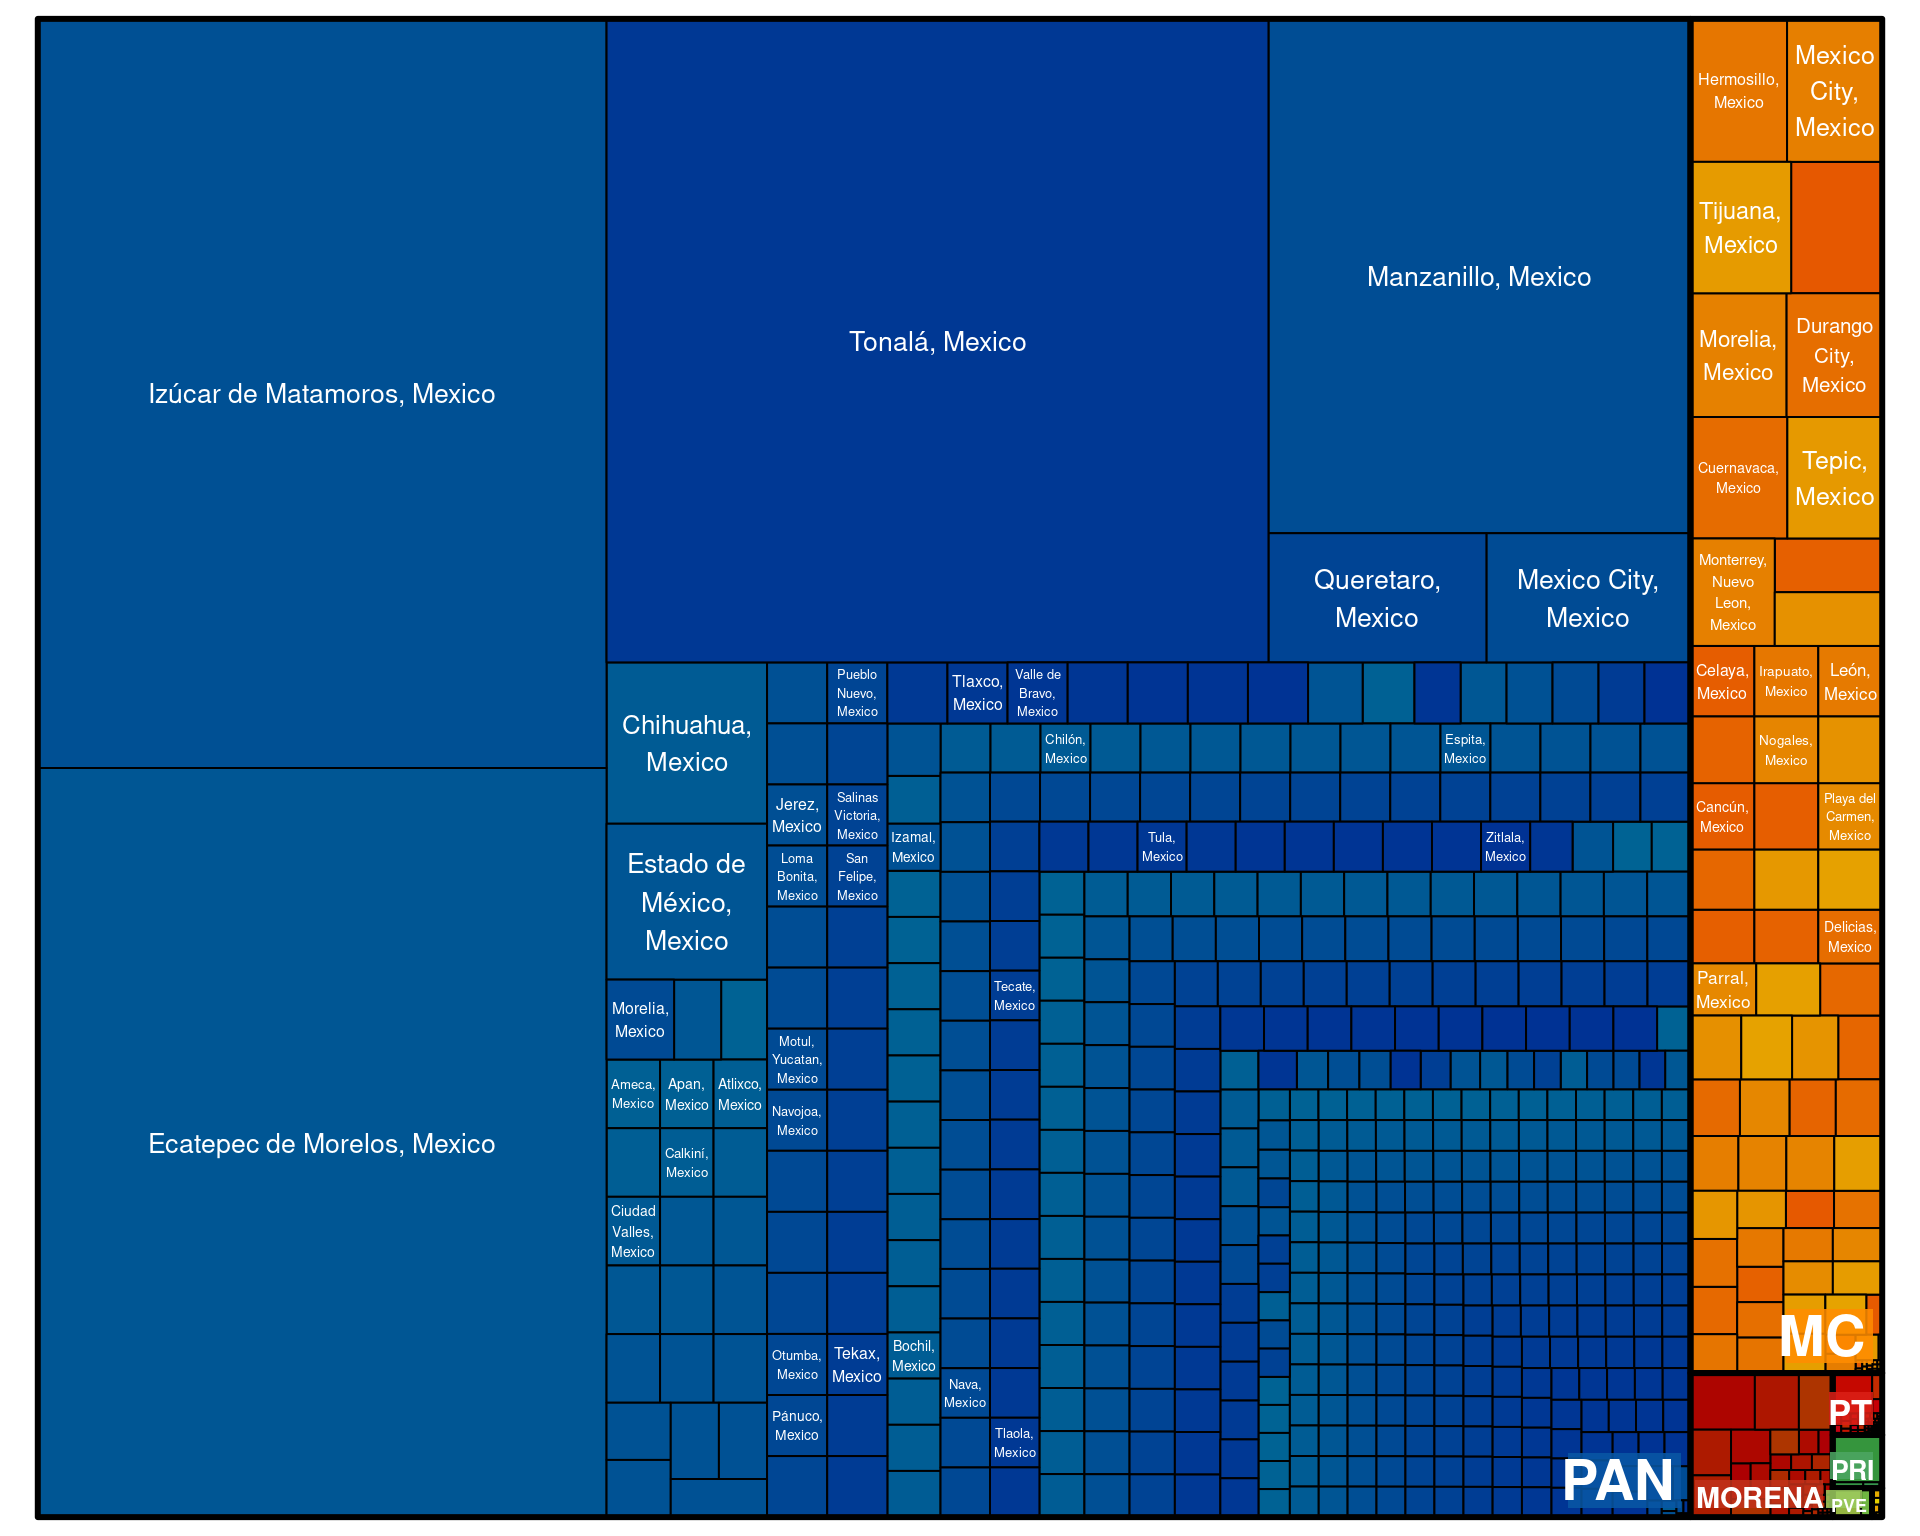 Izúcar de Matamoros, Mexico
Ecatepec de Morelos, Mexico
Tonalá, Mexico
Manzanillo, Mexico
Queretaro,
Mexico
Mexico City,
Mexico
Chihuahua,
Mexico
Estado de
México,
Mexico
Morelia,
Mexico
Ameca,
Mexico
Apan,
Mexico
Atlixco,
Mexico
Calkiní,
Mexico
Ciudad
Valles,
Mexico
Pueblo
Nuevo,
Mexico
Jerez,
Mexico
Salinas
Victoria,
Mexico
Loma
Bonita,
Mexico
San
Felipe,
Mexico
Motul,
Yucatan,
Mexico
Navojoa,
Mexico
Otumba,
Mexico
Tekax,
Mexico
Pánuco,
Mexico
Tlaxco,
Mexico
Valle de
Bravo,
Mexico
Chilón,
Mexico
Espita,
Mexico
Izamal,
Mexico
Tula,
Mexico
Zitlala,
Mexico
Tecate,
Mexico
Bochil,
Mexico
Nava,
Mexico
Tlaola,
Mexico
PAN
Hermosillo,
Mexico
Mexico
City,
Mexico
Tijuana,
Mexico
Morelia,
Mexico
Durango
City,
Mexico
Cuernavaca,
Mexico
Tepic,
Mexico
Monterrey,
Nuevo
Leon,
Mexico
Celaya,
Mexico
Irapuato,
Mexico
León,
Mexico
Nogales,
Mexico
Cancún,
Mexico
Playa del
Carmen,
Mexico
Delicias,
Mexico
Parral,
Mexico
MC
MORENA
PT
PRI
PVE